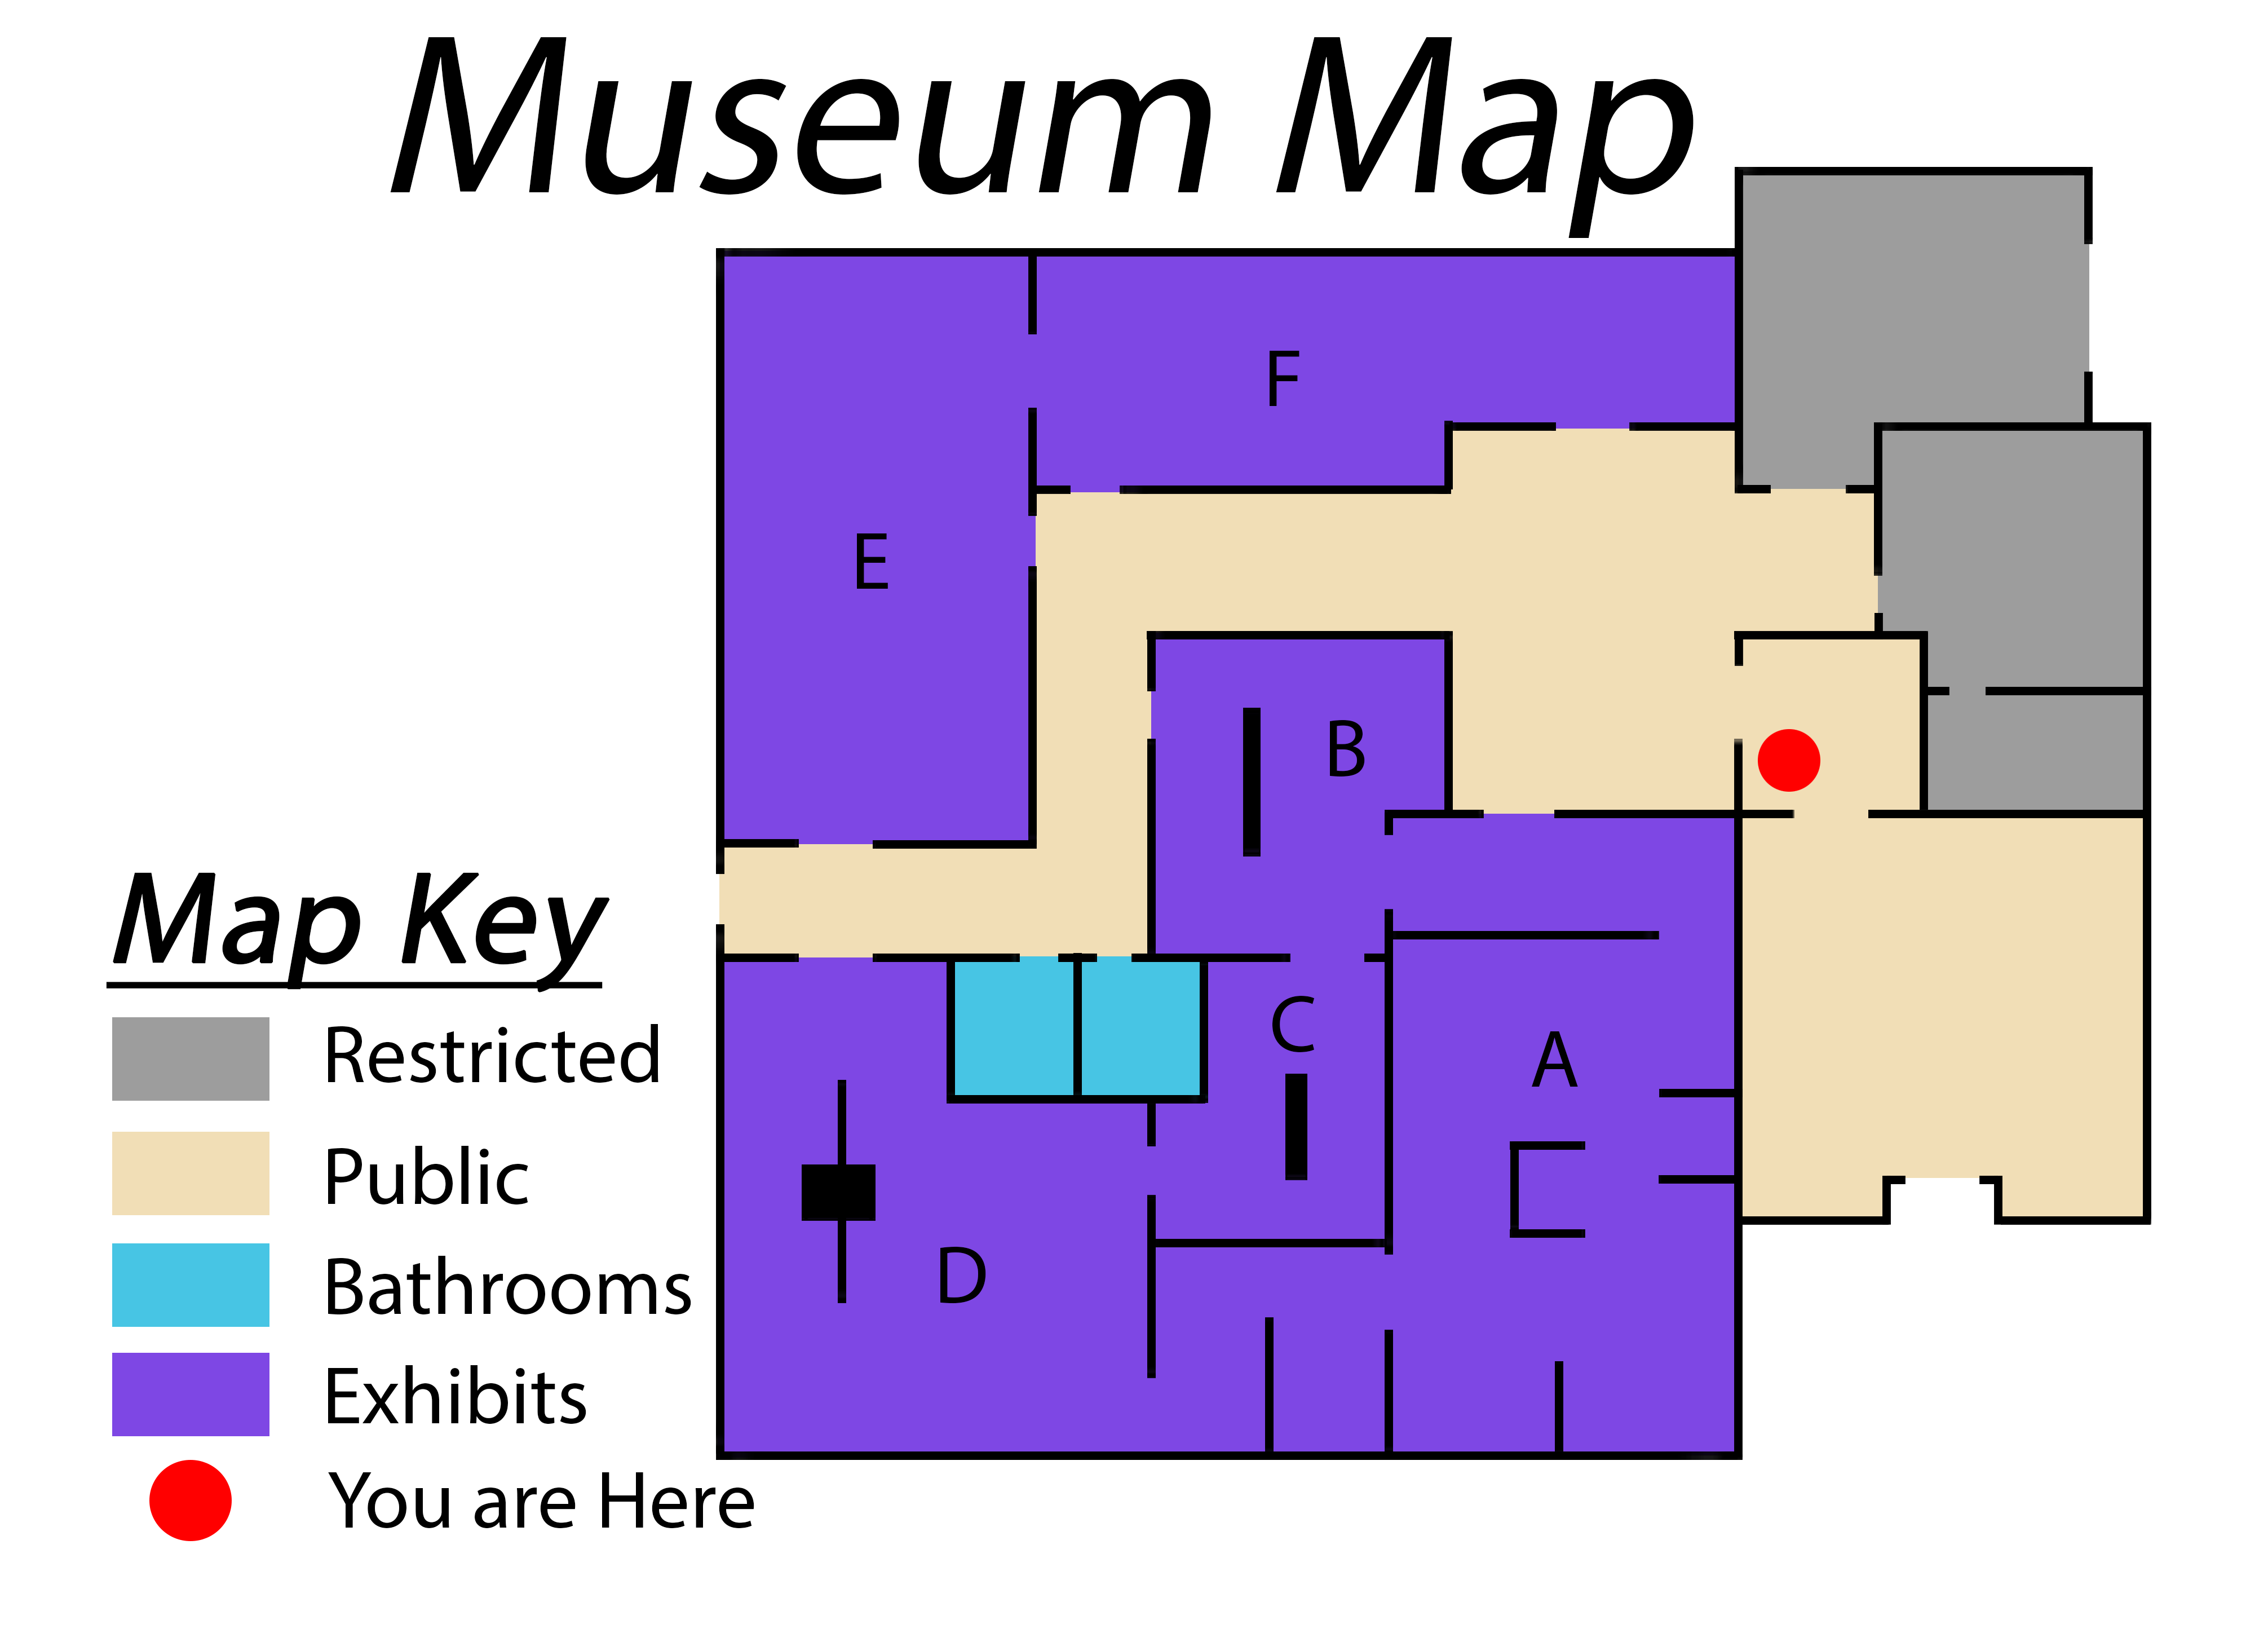 Museum Map
F
E
B
C
A
D
Map Key
Restricted
Public
Bathrooms
Exhibits
You are Here